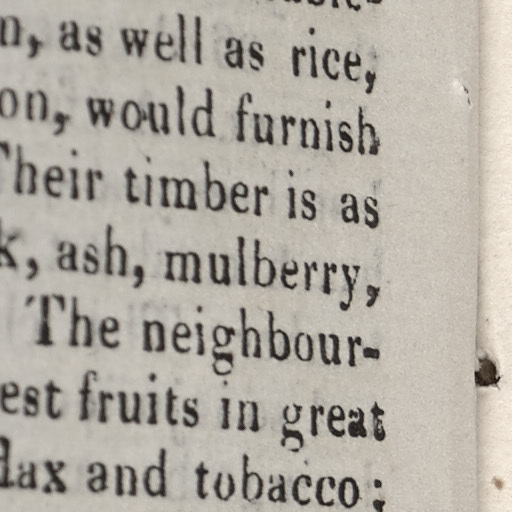 n, as well as rice,
on, would furnish
Their timber is as
k, ash, mulberry,
The neighbour-
est fruits in great
lax and tobacco;